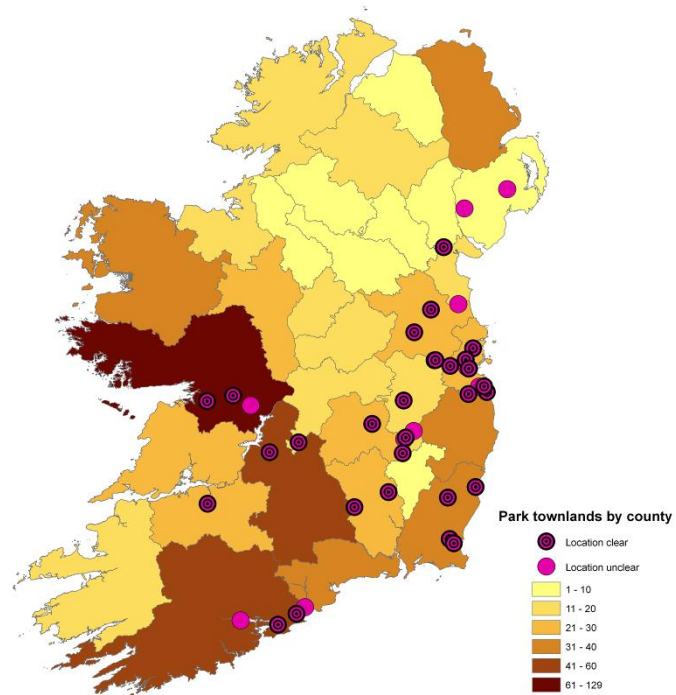 Park townlands by county
Location clear
Location unclear
1 - 10
11 - 20
21 - 30
31 - 40
41 - 60
61 - 129